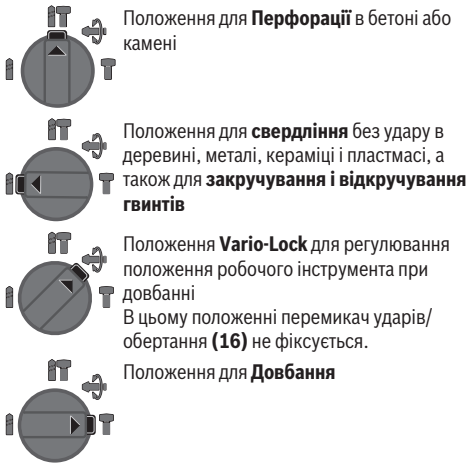 Положення для Перфорації в бетоні або
камені
Положення для свердління без удару в
деревині, металі, кераміці і пластмасі, а
також для закручування і відкручування
гвинтів
Положення Vario-Lock для регулювання
положення робочого інструмента при
довбанні
В цьому положенні перемикач ударів/
обертання (16) не фіксується.
Положення для Довбання